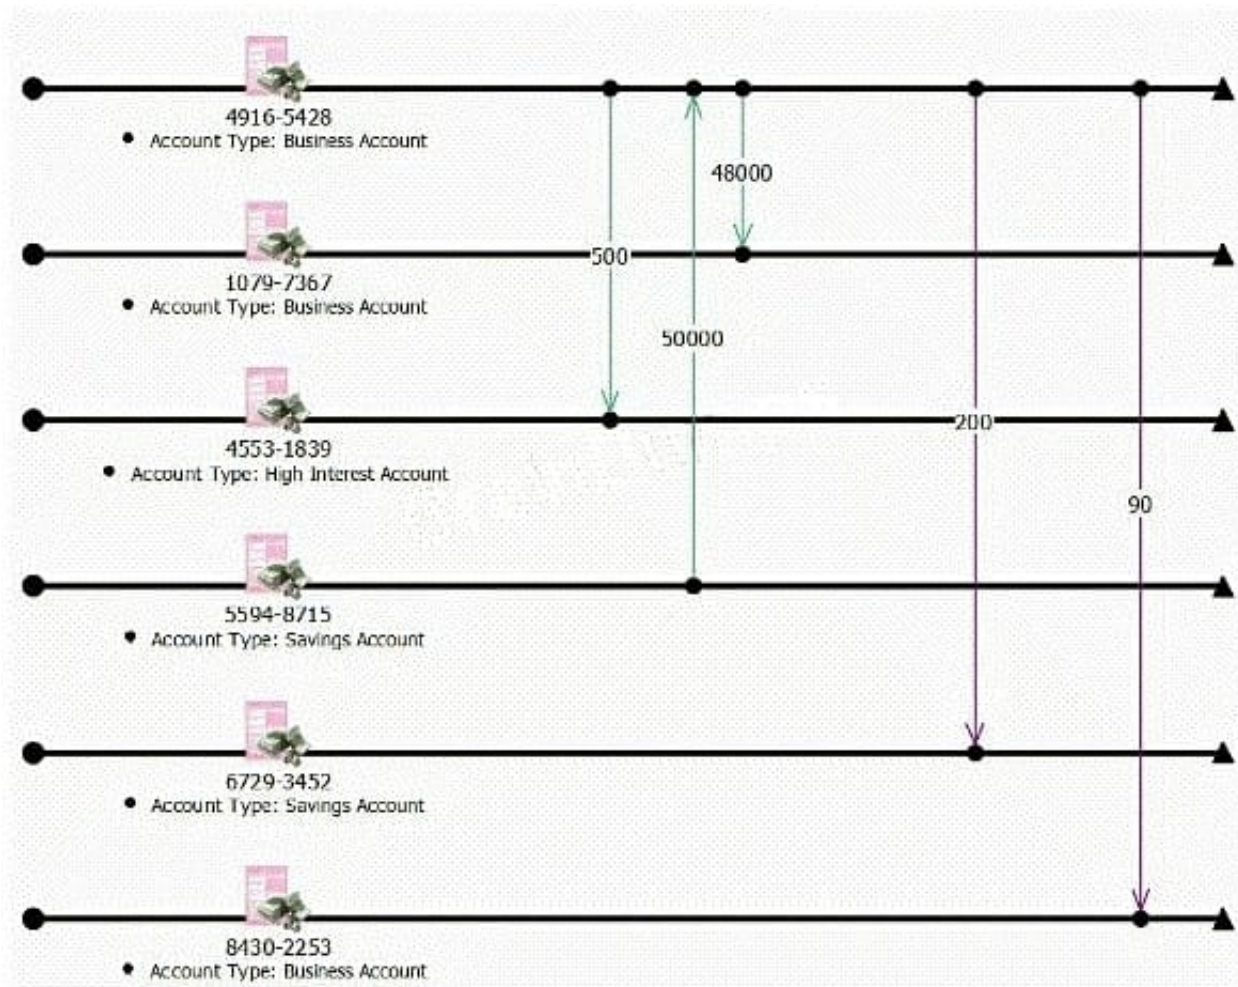 4916-5428
Account Type: Business Account
48000
1079-7367
Account Type: Business Account
500
50000
4553-1839
Account Type: High Interest Account
200
90
5594-8715
Account Type: Savings Account
6729-3452
Account Type: Savings Account
8430-2253
Account Type: Business Account